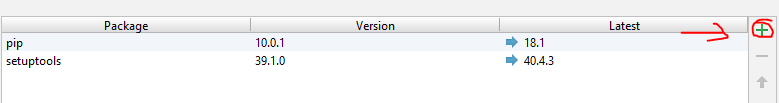 Package Version Latest
pip 10.0.1 18.1
setuptools 39.1.0 40.4.3